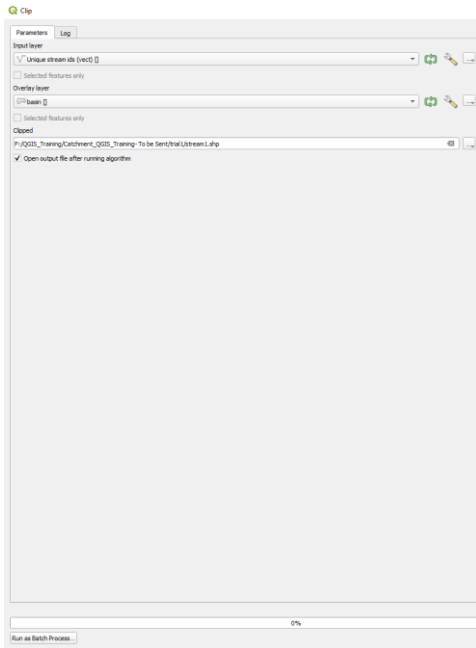 Clip
Parameters Log
Input layer
Unique stream ids (vect) []
Selected features only
Overlay layer
basin []
Selected features only
Clipped
P:/QGIS_Training/Catchment_QGIS_Training- To be Sent/trial1/stream1.shp
Open output file after running algorithm
0%
Run as Batch Process...